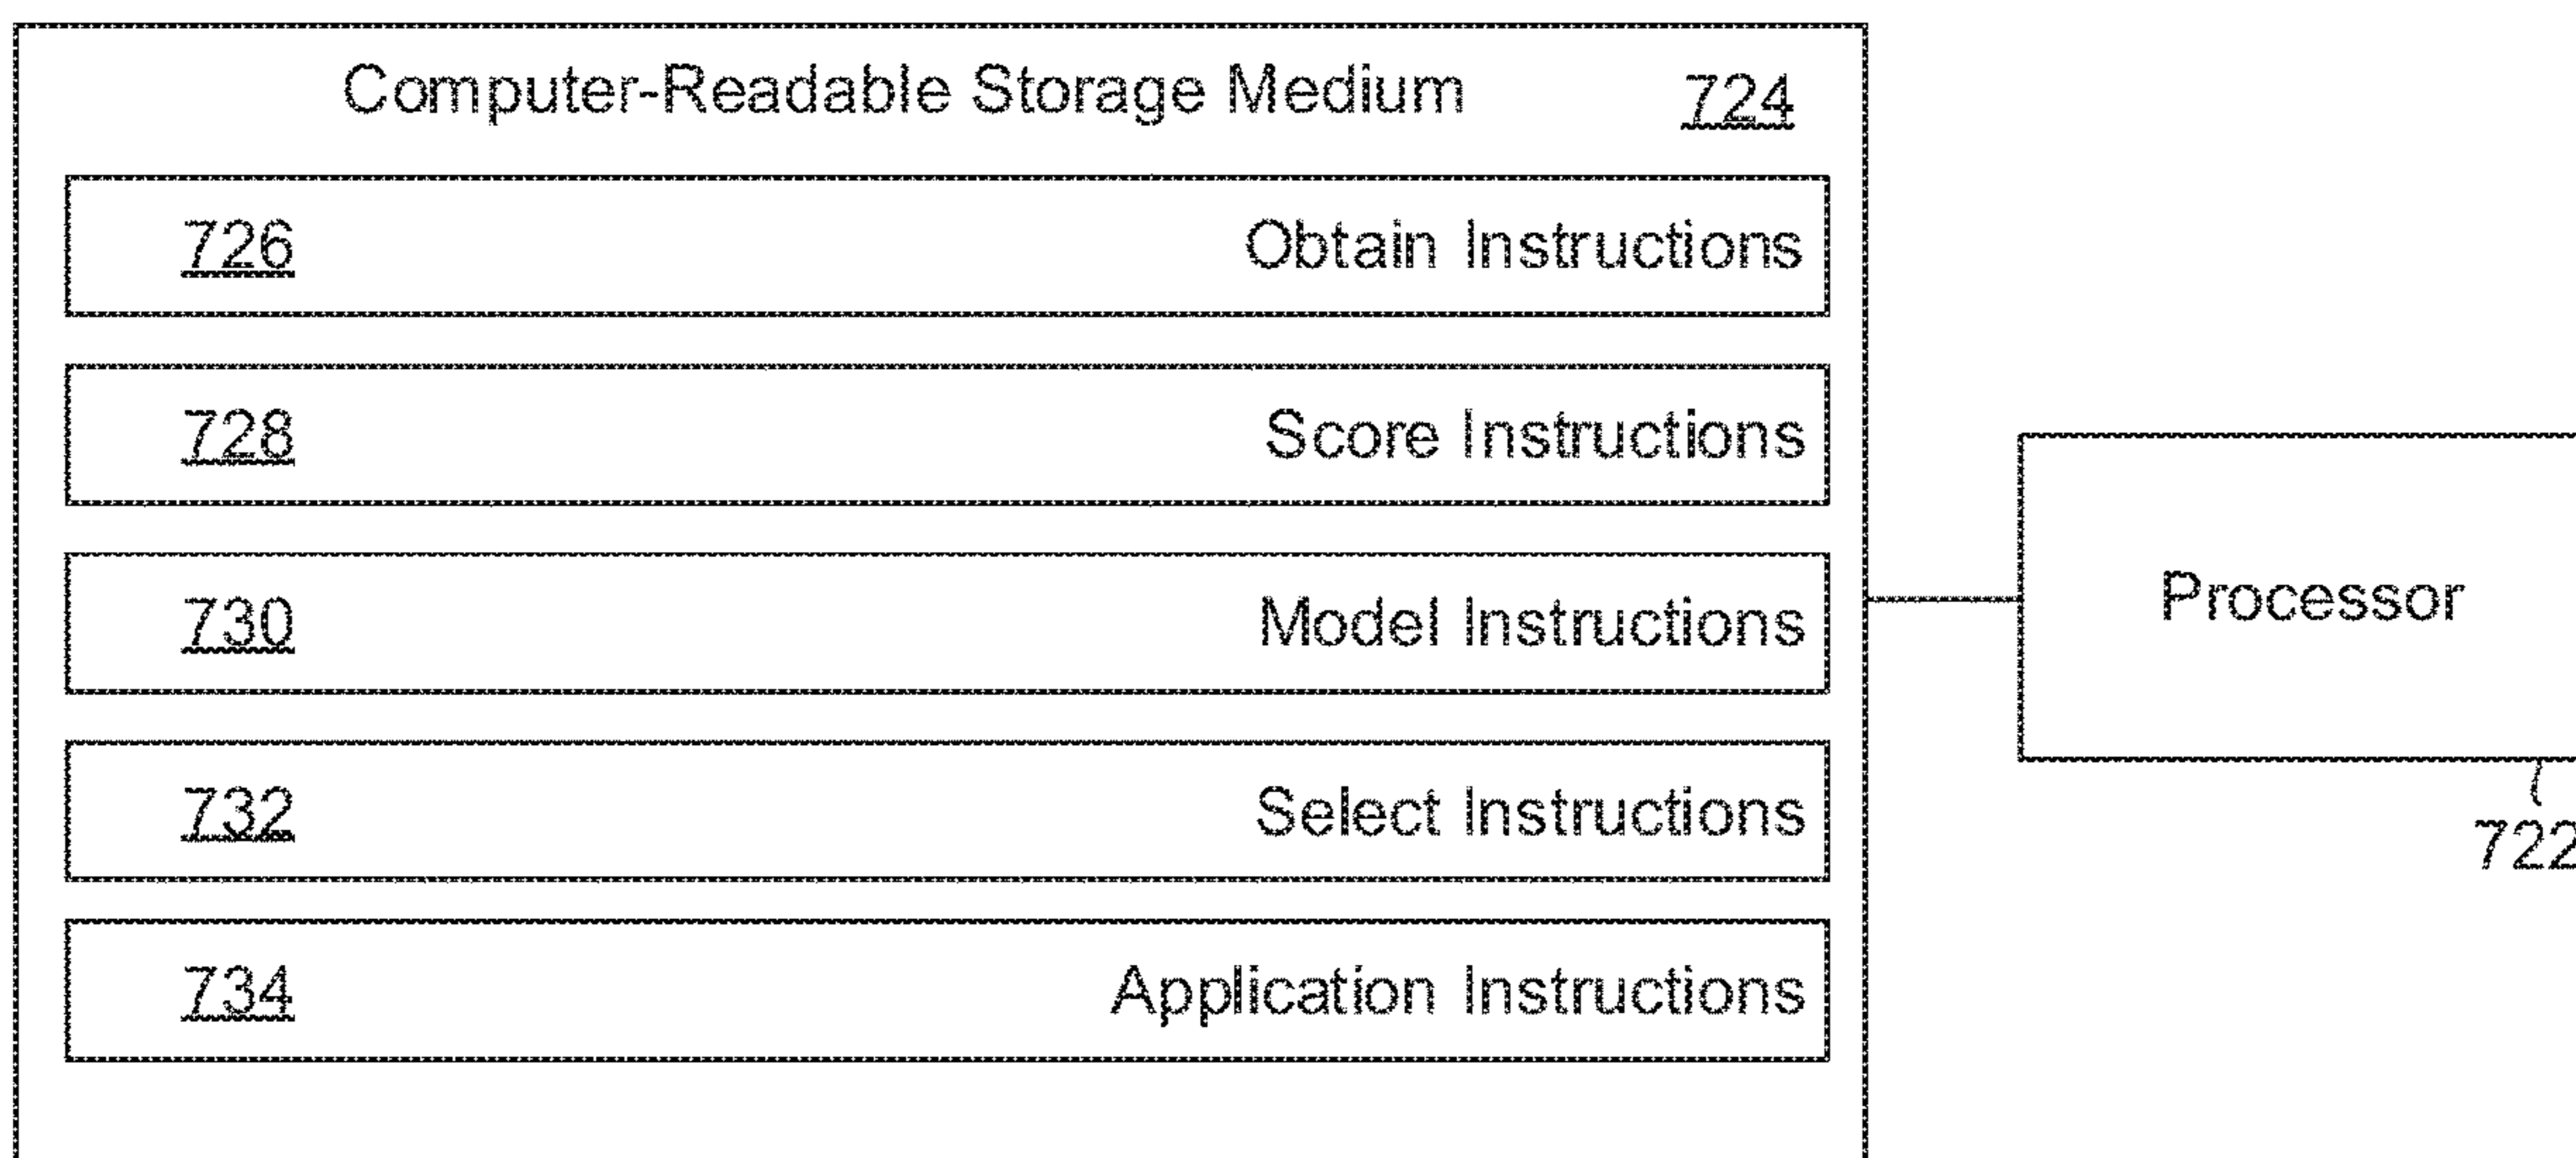 Computer-Readable Storage Medium 724
726 Obtain Instructions
728 Score Instructions
730 Model Instructions
Processor
732 Select Instructions
722
734 Application Instructions